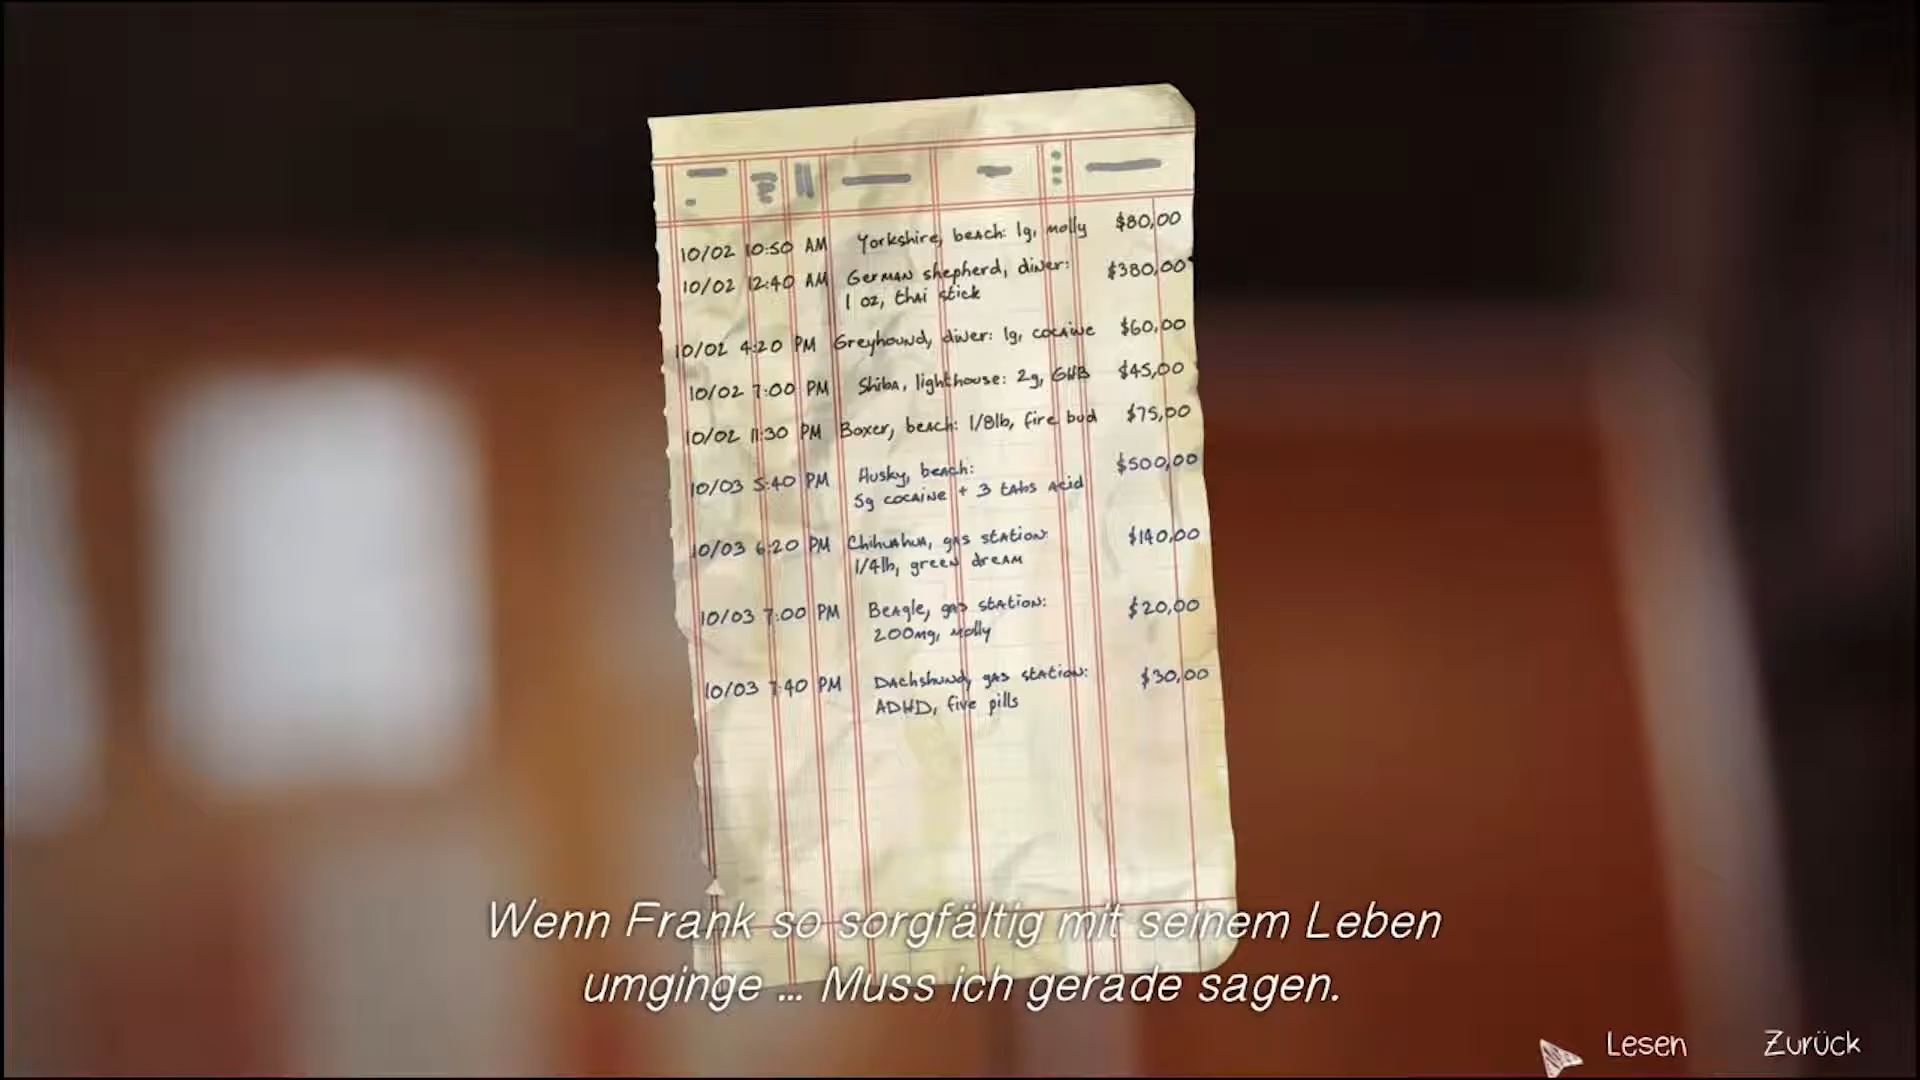 10/02 10:50 AM Yorkshire, beach: 1g, molly $80,00
10/02 12:40 AM German shepherd, diner: $380,00
1 oz, thai stick
10/02 4:20 PM Greyhound, diner: 1g, cocaine $60,00
10/02 7:00 PM Shiba, lighthouse: 2g, GHB $45,00
10/02 11:30 PM Boxer, beach: 1/8lb, fire bud $75,00
10/03 5:40 PM Husky, beach: $500,00
5g cocaine + 3 tabs acid
10/03 6:20 PM Chihuahua, gas station: $140,00
1/4lb, green dream
10/03 7:00 PM Beagle, gas station: $20,00
200mg, molly
10/03 7:40 PM Dachshund, gas station: $30,00
ADHD, five pills
Wenn Frank so sorgfältig mit seinem Leben
umginge ... Muss ich gerade sagen.
Lesen Zurück